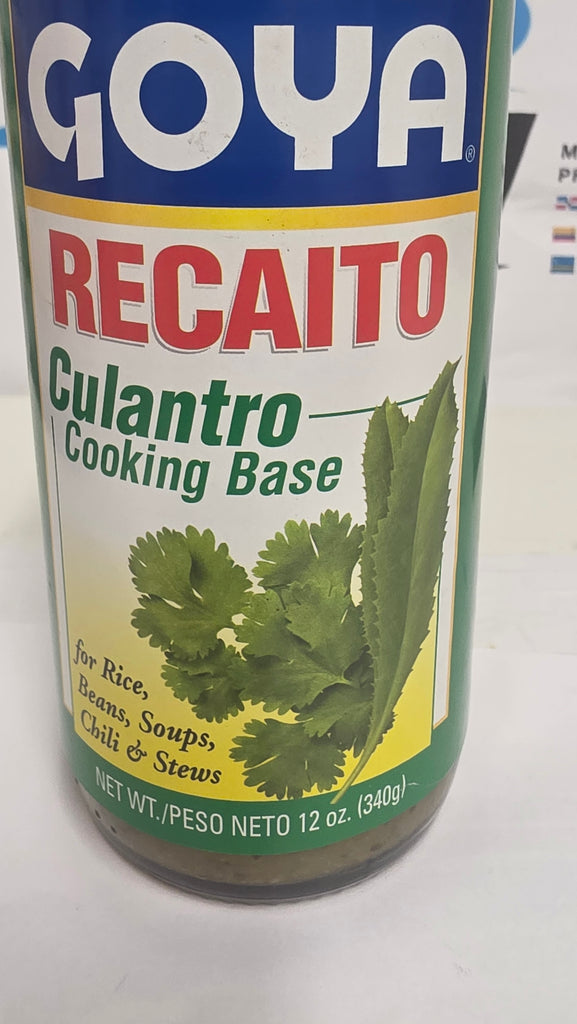 GOYA®
RECAITO
Culantro
Cooking Base
for Rice,
Beans, Soups,
Chili & Stews
NET WT./PESO NETO 12 oz. (340g)